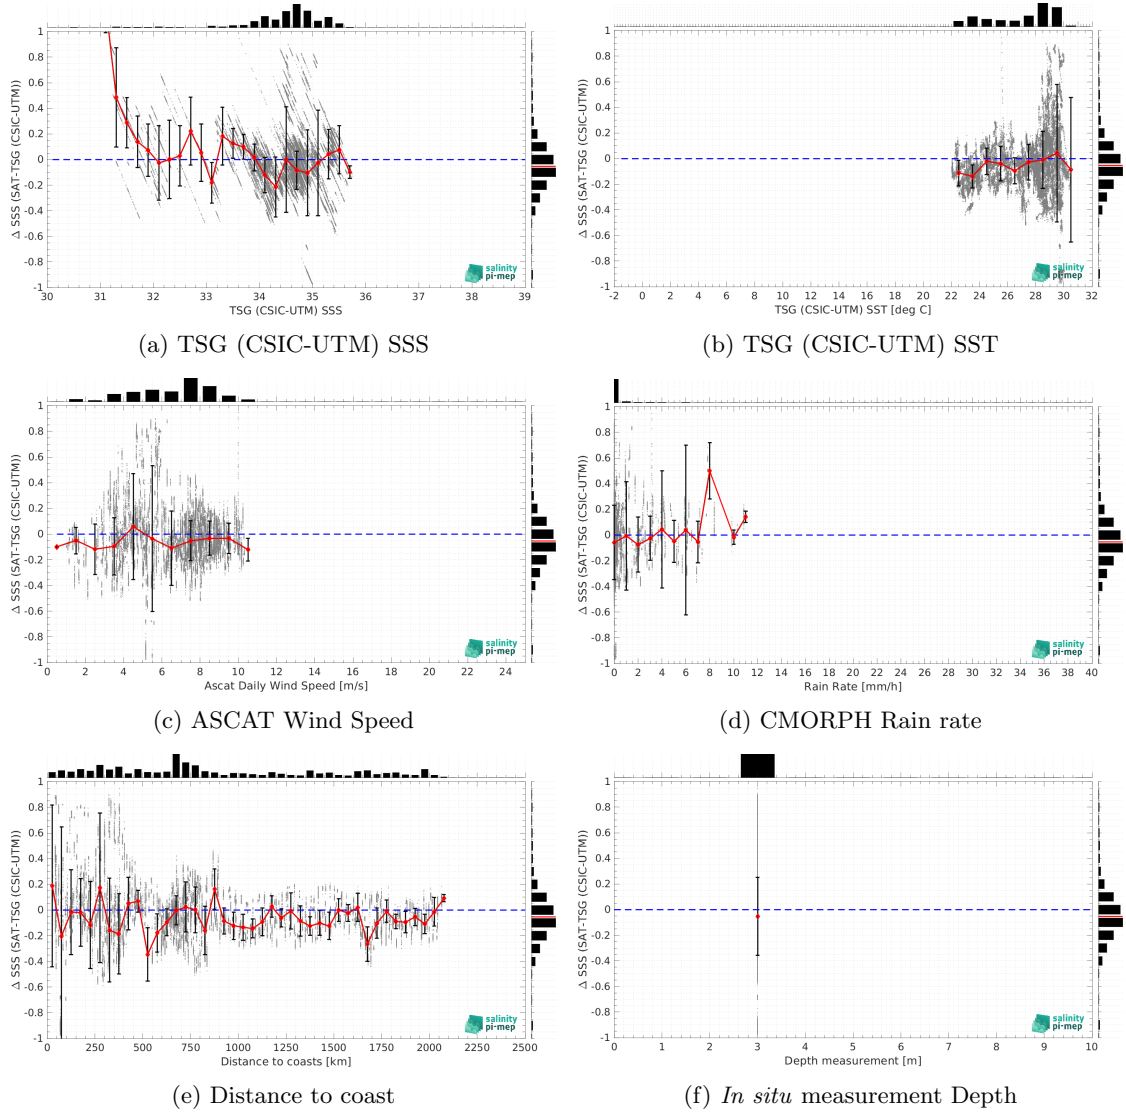 1
0.8
0.6
0.4
0.2
0
-0.2
-0.4
-0.6
-0.8
-1
Δ SSS (SAT-TSG (CSIC-UTM))
30 31 32 33 34 35 36 37 38 39
TSG (CSIC-UTM) SSS
salinity
pi-mep
(a) TSG (CSIC-UTM) SSS
1
0.8
0.6
0.4
0.2
0
-0.2
-0.4
-0.6
-0.8
-1
Δ SSS (SAT-TSG (CSIC-UTM))
-2 0 2 4 6 8 10 12 14 16 18 20 22 24 26 28 30 32
TSG (CSIC-UTM) SST [deg C]
salinity
pi-mep
(b) TSG (CSIC-UTM) SST
1
0.8
0.6
0.4
0.2
0
-0.2
-0.4
-0.6
-0.8
-1
Δ SSS (SAT-TSG (CSIC-UTM))
0 2 4 6 8 10 12 14 16 18 20 22 24
Ascat Daily Wind Speed [m/s]
salinity
pi-mep
(c) ASCAT Wind Speed
1
0.8
0.6
0.4
0.2
0
-0.2
-0.4
-0.6
-0.8
-1
Δ SSS (SAT-TSG (CSIC-UTM))
0 2 4 6 8 10 12 14 16 18 20 22 24 26 28 30 32 34 36 38 40
Rain Rate [mm/h]
salinity
pi-mep
(d) CMORPH Rain rate
1
0.8
0.6
0.4
0.2
0
-0.2
-0.4
-0.6
-0.8
-1
Δ SSS (SAT-TSG (CSIC-UTM))
0 250 500 750 1000 1250 1500 1750 2000 2250 2500
Distance to coasts [km]
salinity
pi-mep
(e) Distance to coast
1
0.8
0.6
0.4
0.2
0
-0.2
-0.4
-0.6
-0.8
-1
Δ SSS (SAT-TSG (CSIC-UTM))
0 1 2 3 4 5 6 7 8 9 10
Depth measurement [m]
salinity
pi-mep
(f) In situ measurement Depth